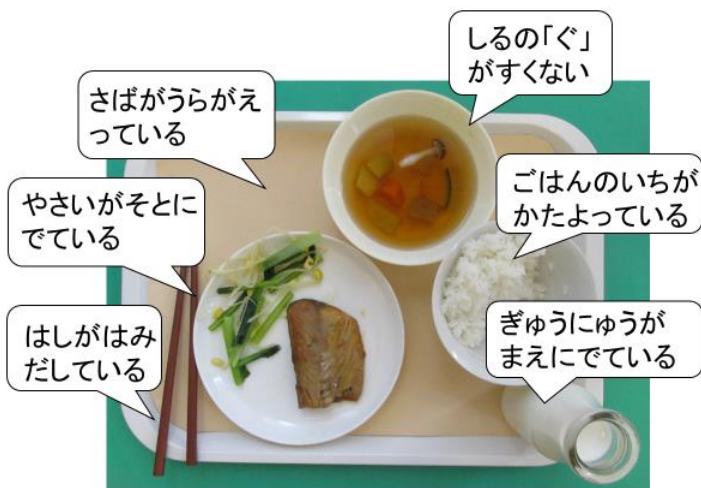 しるの「ぐ」
がすくない
さばがうらがえ
っている
ごはんのいちが
かたよっている
やさいがそとに
でている
ぎゅうにゅうが
まえにでている
はしがはみ
だしている